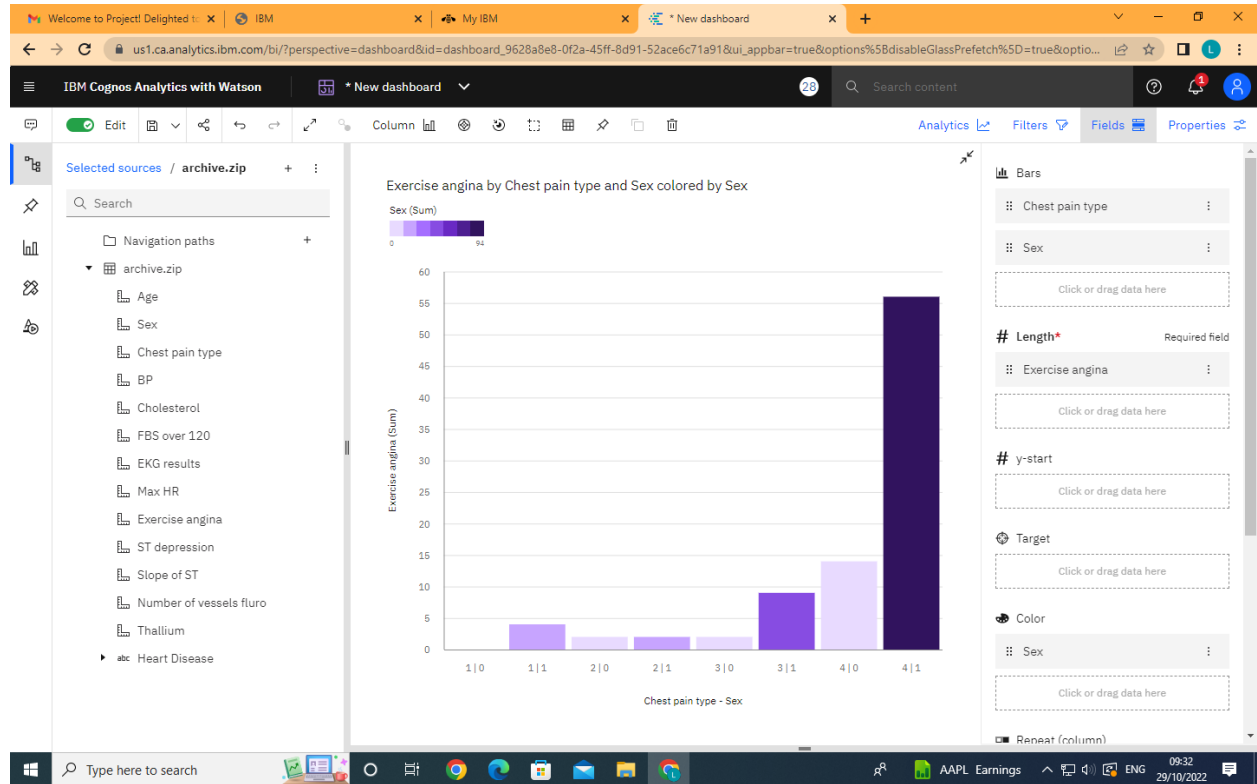 Welcome to Project! Delighted to
IBM
My IBM
* New dashboard
us1.ca.analytics.ibm.com/bi/?perspective=dashboard&id=dashboard_9628a8e8-0f2a-45ff-8d91-52ace6c71a91&ui_appbar=true&options%5BdisableGlassPrefetch%5D=true&optio...
L
IBM Cognos Analytics with Watson
* New dashboard
28
Search content
1
Edit
Column
Analytics
Filters
Fields
Properties
Selected sources / archive.zip
Search
Navigation paths
archive.zip
Age
Sex
Chest pain type
BP
Cholesterol
FBS over 120
EKG results
Max HR
Exercise angina
ST depression
Slope of ST
Number of vessels fluro
Thallium
abc Heart Disease
Exercise angina by Chest pain type and Sex colored by Sex
Sex (Sum)
0 94
Exercise angina (Sum)
60
55
50
45
40
35
30
25
20
15
10
5
0
1|0 1|1 2|0 2|1 3|0 3|1 4|0 4|1
Chest pain type - Sex
Bars
Chest pain type
Sex
Click or drag data here
# Length* Required field
Exercise angina
Click or drag data here
# y-start
Click or drag data here
Target
Click or drag data here
Color
Sex
Click or drag data here
Repeat (column)
Type here to search
AAPL Earnings
ENG
09:32
29/10/2022